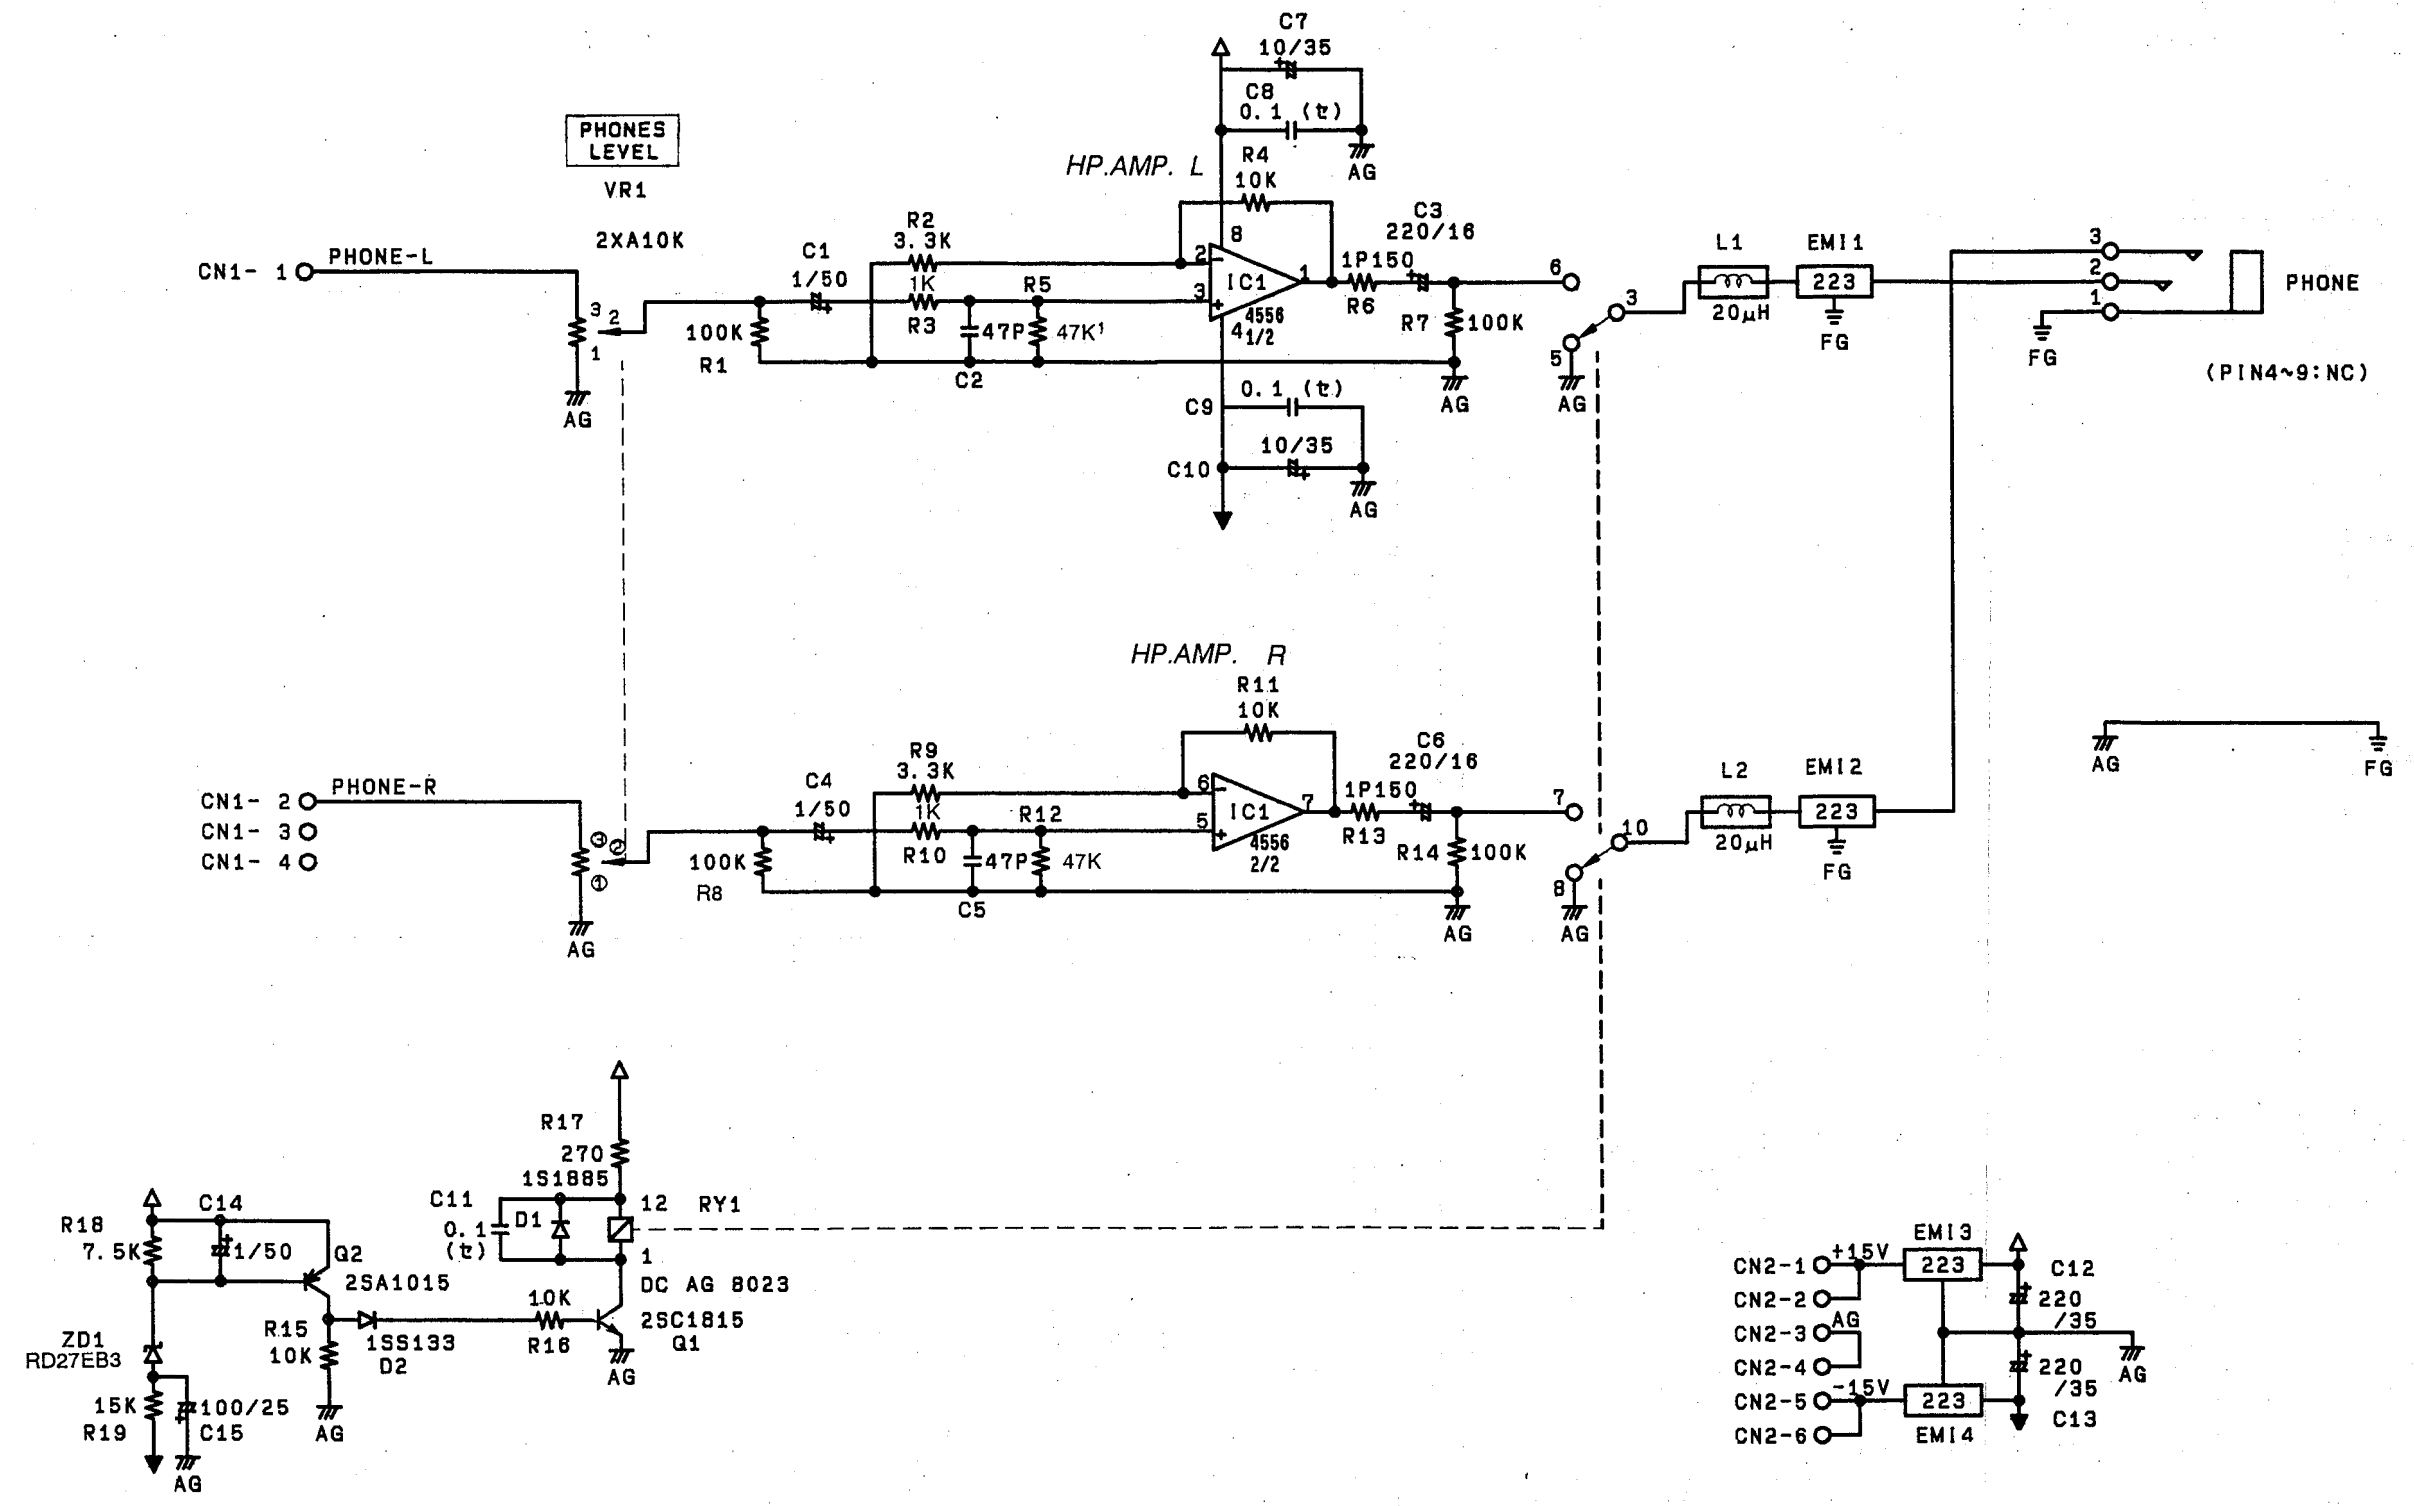 C7
10/35
C8
0.1 (セ)
AG
PHONES
LEVEL
VR1
2XA10K
HP.AMP. L
R4
10K
CN1- 1
PHONE-L
3
2
1
AG
C1
1/50
R2
3.3K
1K
R3
100K
R1
47P
C2
R5
47K
8
2
3
IC1
4556
1/2
4
1
1P150
R6
C3
220/16
R7
100K
AG
6
3
5
AG
L1
20μH
EMI1
223
FG
3
2
1
FG
PHONE
(PIN4~9:NC)
0.1 (セ)
C9
10/35
C10
AG
HP.AMP. R
R11
10K
CN1- 2
PHONE-R
CN1- 3
CN1- 4
③
②
①
AG
C4
1/50
R9
3.3K
1K
R10
100K
R8
47P
C5
R12
47K
6
5
IC1
4556
2/2
7
1P150
R13
C6
220/16
R14
100K
AG
7
10
8
AG
L2
20μH
EMI2
223
FG
AG
FG
R17
270
1S1885
C11
0.1
(セ)
D1
12
RY1
1
DC AG 8023
C14
R18
7.5K
1/50
Q2
2SA1015
10K
R16
2SC1815
Q1
AG
R15
10K
1SS133
D2
AG
ZD1
RD27EB3
15K
R19
100/25
C15
AG
EMI3
CN2-1
+15V
223
C12
CN2-2
220
/35
CN2-3
AG
CN2-4
AG
220
/35
CN2-5
-15V
223
C13
CN2-6
EMI4